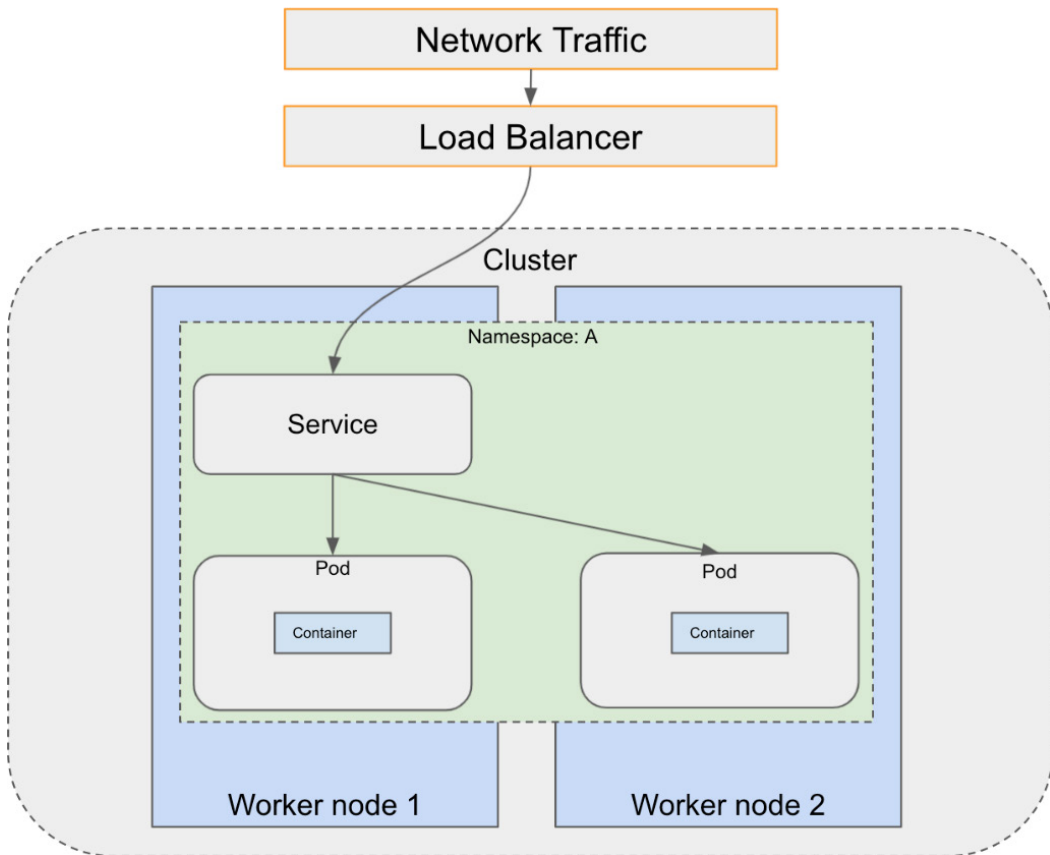 Network Traffic
Load Balancer
Cluster
Namespace: A
Service
Pod
Pod
Container
Container
Worker node 1
Worker node 2